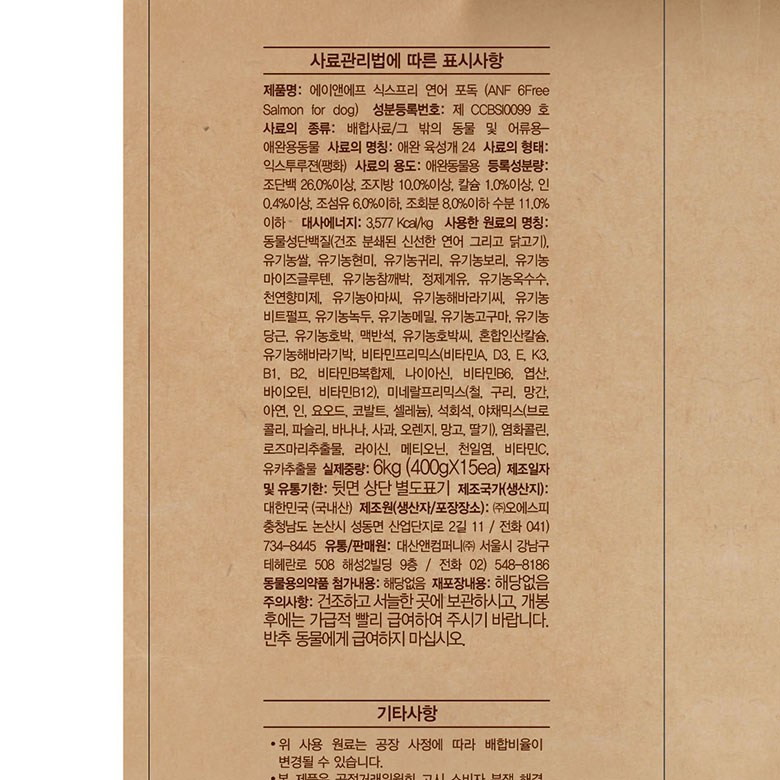 사료관리법에 따른 표시사항
제품명: 에이앤에프 식스프리 연어 포독 (ANF 6Free
Salmon for dog) 성분등록번호: 제 CCBSI0099 호
사료의 종류: 배합사료/그 밖의 동물 및 어류용-
애완용동물 사료의 명칭: 애완 육성개 24 사료의 형태:
익스투루젼(팽화) 사료의 용도: 애완동물용 등록성분량:
조단백 26.0%이상, 조지방 10.0%이상, 칼슘 1.0%이상, 인
0.4%이상, 조섬유 6.0%이하, 조회분 8.0%이하 수분 11.0%
이하 대사에너지: 3,577 Kcal/kg 사용한 원료의 명칭:
동물성단백질(건조 분쇄된 신선한 연어 그리고 닭고기),
유기농쌀, 유기농현미, 유기농귀리, 유기농보리, 유기농
마이즈글루텐, 유기농참깨박, 정제계유, 유기농옥수수,
천연향미제, 유기농아마씨, 유기농해바라기씨, 유기농
비트펄프, 유기농녹두, 유기농메밀, 유기농고구마, 유기농
당근, 유기농호박, 맥반석, 유기농호박씨, 혼합인산칼슘,
유기농해바라기박, 비타민프리믹스(비타민A, D3, E, K3,
B1, B2, 비타민B복합제, 나이아신, 비타민B6, 엽산,
바이오틴, 비타민B12), 미네랄프리믹스(철, 구리, 망간,
아연, 인, 요오드, 코발트, 셀레늄), 석회석, 야채믹스(브로
콜리, 파슬리, 바나나, 사과, 오렌지, 망고, 딸기), 염화콜린,
로즈마리추출물, 라이신, 메티오닌, 천일염, 비타민C,
유카추출물 실제중량: 6kg (400gX15ea) 제조일자
및 유통기한: 뒷면 상단 별도표기 제조국가(생산지):
대한민국 (국내산) 제조원(생산자/포장장소): ㈜오에스피
충청남도 논산시 성동면 산업단지로 2길 11 / 전화 041)
734-8445 유통/판매원: 대산앤컴퍼니㈜ 서울시 강남구
테헤란로 508 해성2빌딩 9층 / 전화 02) 548-8186
동물용의약품 첨가내용: 해당없음 재포장내용: 해당없음
주의사항: 건조하고 서늘한 곳에 보관하시고, 개봉
후에는 가급적 빨리 급여하여 주시기 바랍니다.
반추 동물에게 급여하지 마십시오.
기타사항
• 위 사용 원료는 공장 사정에 따라 배합비율이
변경될 수 있습니다.
• 본 제품은 공정거래위원회 고시 소비자 분쟁 해결